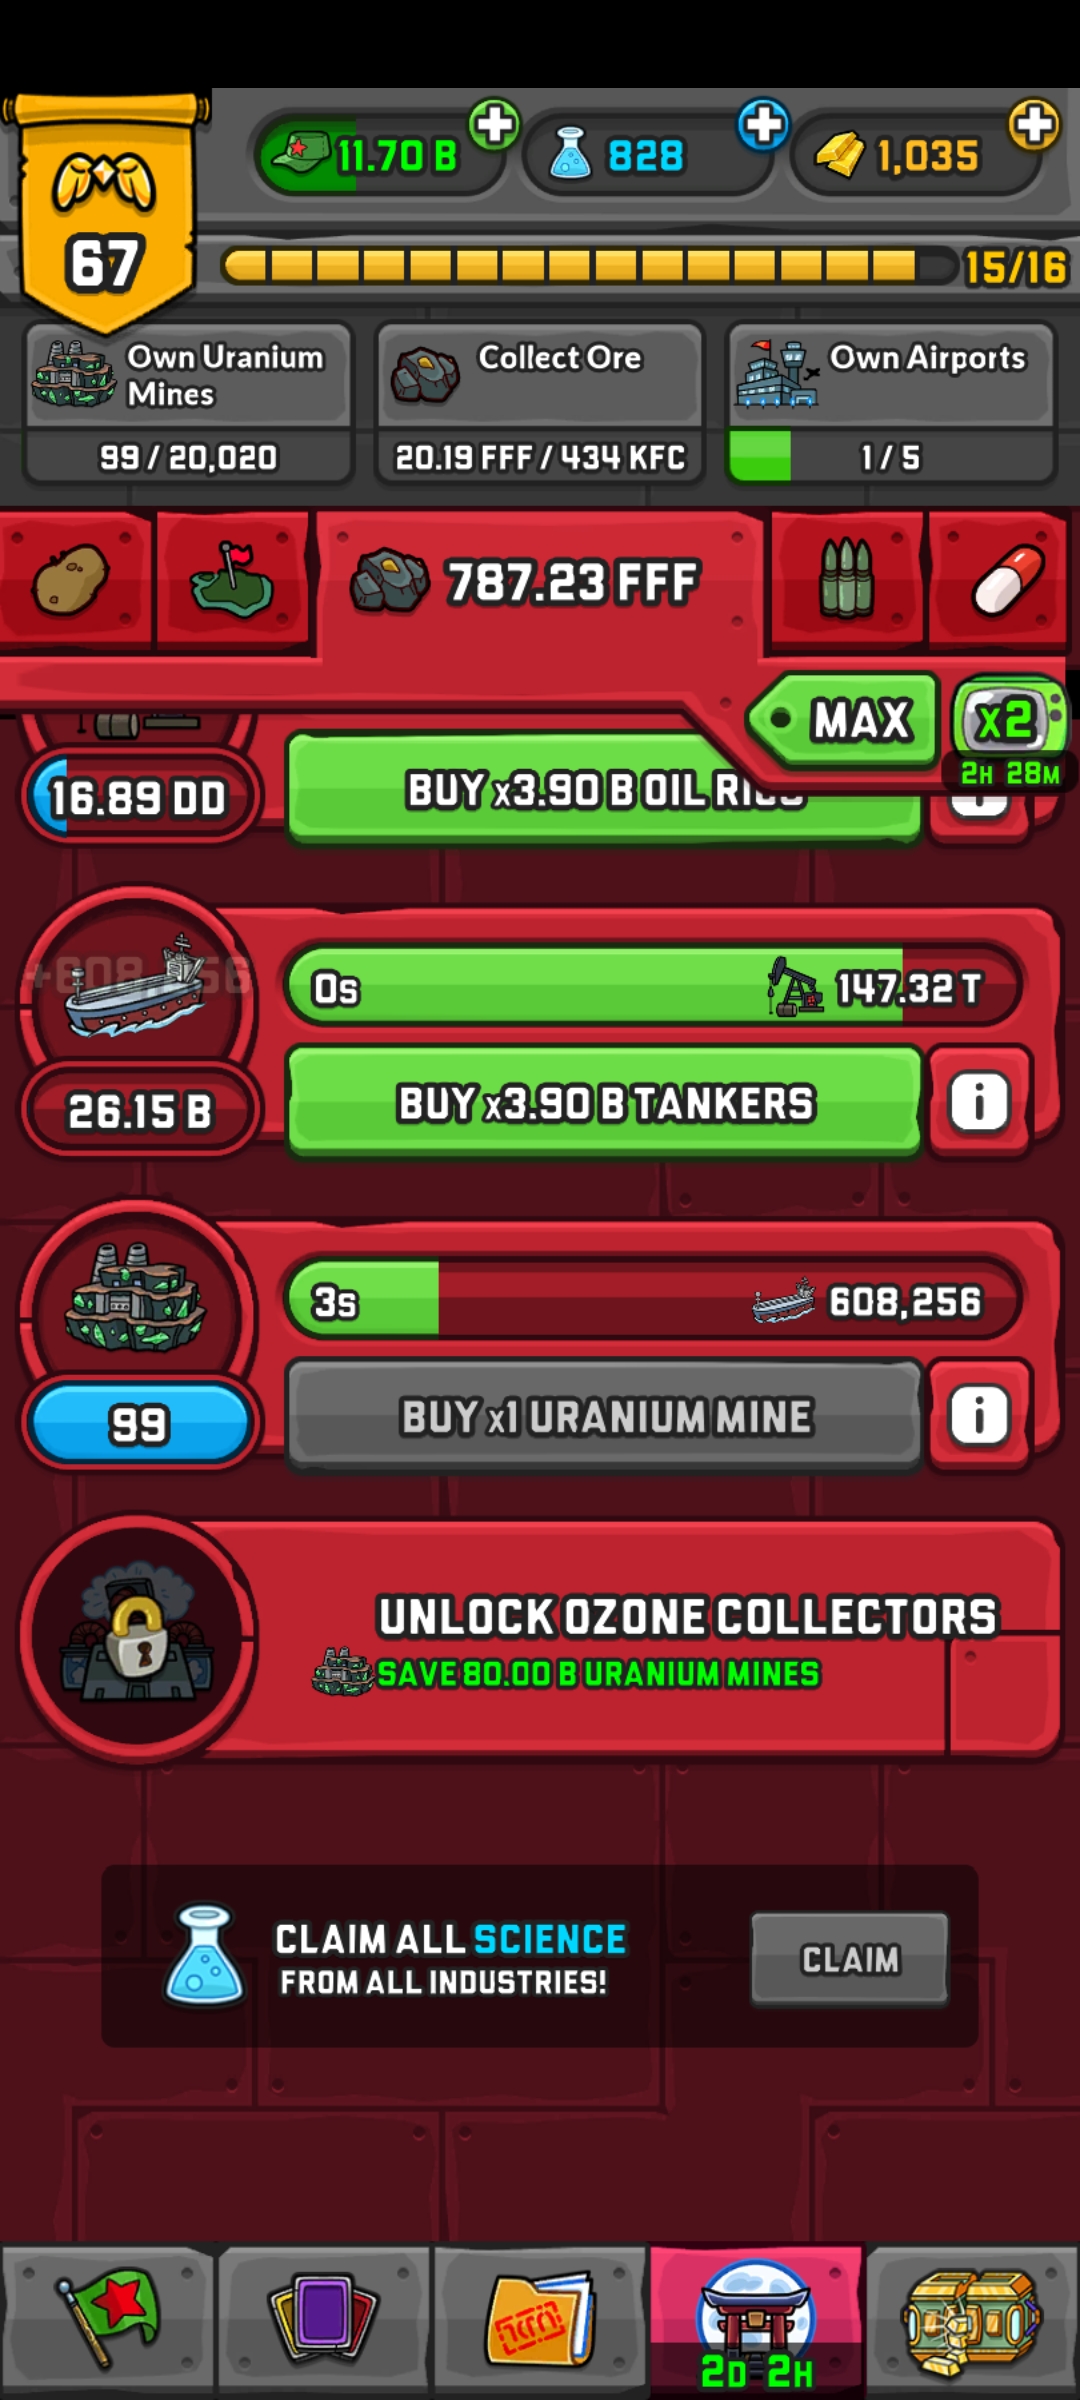 11.70 B
828
1,035
67
15/16
Own Uranium
Mines
99 / 20,020
Collect Ore
20.19 FFF / 434 KFC
Own Airports
1 / 5
787.23 FFF
MAX
x2
2H 28M
16.89 DD
BUY x3.90 B OIL RIGS
+608,256
0s
147.32 T
26.15 B
BUY x3.90 B TANKERS
3s
608,256
99
BUY x1 URANIUM MINE
UNLOCK OZONE COLLECTORS
SAVE 80.00 B URANIUM MINES
CLAIM ALL SCIENCE
FROM ALL INDUSTRIES!
CLAIM
2D 2H